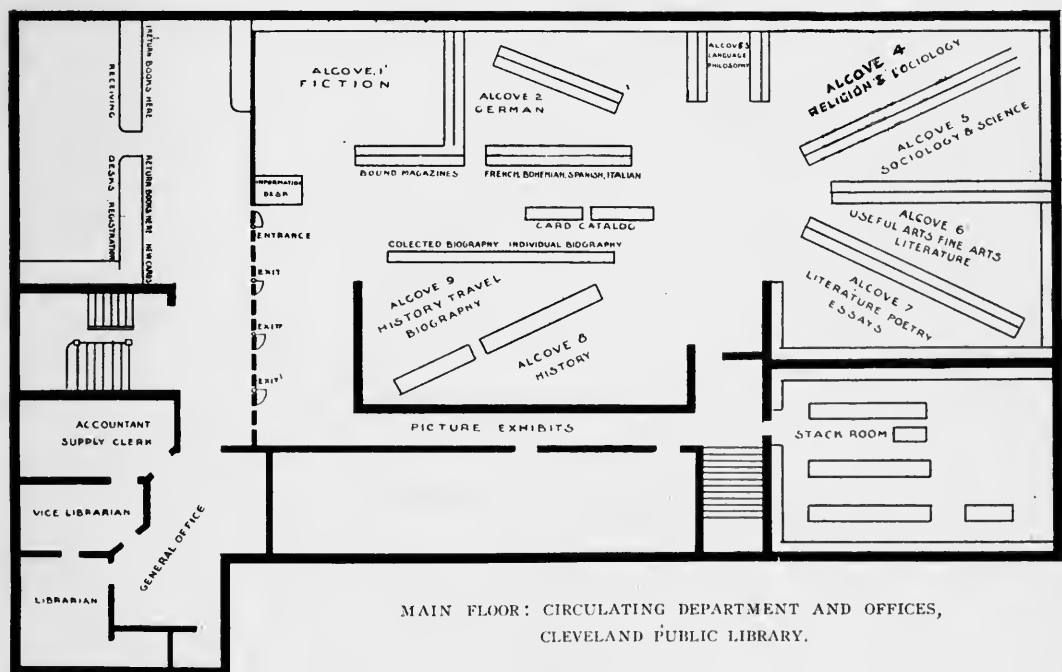 RETURN BOOKS HERE
RECEIVING
RETURN BOOKS HERE NEW CARDS
DESKS REGISTRATION
ALCOVE, 1'
FICTION
ALCOVE 2
GERMAN
ALCOVE 3
LANGUAGE
PHILOSOPHY
ALCOVE 4
RELIGION & SOCIOLOGY
ALCOVE 5
SOCIOLOGY & SCIENCE
BOUND MAGAZINES
FRENCH, BOHEMIAN, SPANISH, ITALIAN
INFORMATION
DESK
ENTRANCE
CARD CATALOG
ALCOVE 6
USEFUL ARTS FINE ARTS
LITERATURE
COLECTED BIOGRAPHY INDIVIDUAL BIOGRAPHY
EXIT
ALCOVE 9
HISTORY TRAVEL
BIOGRAPHY
ALCOVE 7
LITERATURE POETRY
ESSAYS
EXIT
ALCOVE 8
HISTORY
EXIT
PICTURE EXHIBITS
ACCOUNTANT
SUPPLY CLERK
STACK ROOM
VICE LIBRARIAN
GENERAL OFFICE
LIBRARIAN
MAIN FLOOR: CIRCULATING DEPARTMENT AND OFFICES,
CLEVELAND PUBLIC LIBRARY.